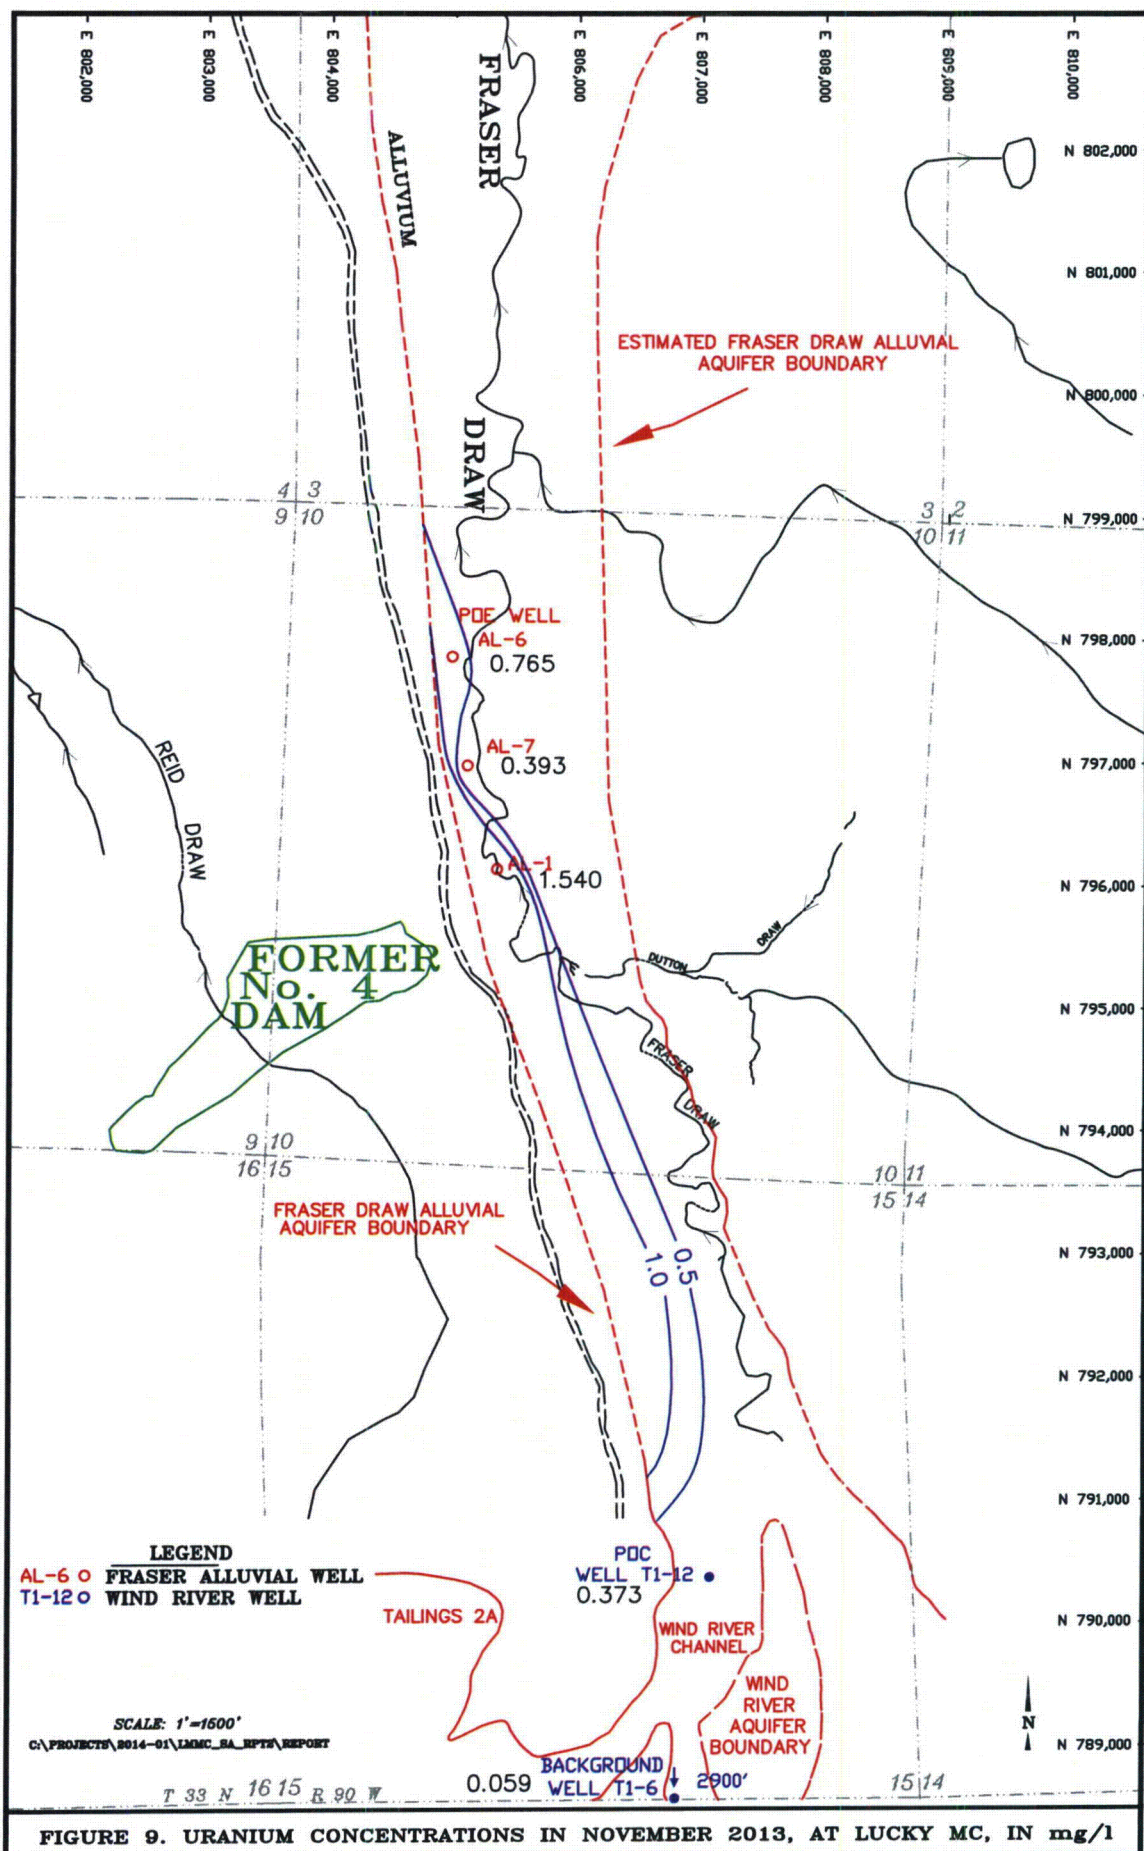 E 802,000
E 803,000
E 804,000
E 806,000
E 807,000
E 808,000
E 809,000
E 810,000
FRASER
ALLUVIUM
N 802,000
N 801,000
ESTIMATED FRASER DRAW ALLUVIAL
AQUIFER BOUNDARY
N 800,000
DRAW
4 3
9 10
3 2
10 11
N 799,000
POE WELL
AL-6
0.765
N 798,000
REID
DRAW
AL-7
0.393
N 797,000
AL-1
1.540
N 796,000
FORMER
No. 4
DAM
DUTTON
DRAW
N 795,000
FRASER
DRAW
9 10
16 15
N 794,000
10 11
15 14
FRASER DRAW ALLUVIAL
AQUIFER BOUNDARY
1.0
0.5
N 793,000
N 792,000
N 791,000
LEGEND
AL-6 FRASER ALLUVIAL WELL
T1-12 WIND RIVER WELL
POC
WELL T1-12
0.373
TAILINGS 2A
N 790,000
WIND RIVER
CHANNEL
WIND
RIVER
AQUIFER
BOUNDARY
SCALE: 1"=1600'
C:\PROJECTS\2014-01\LMMC_SA_RPTS\REPORT
N
N 789,000
BACKGROUND
WELL T1-6
0.059
2900'
T 33 N 16 15 R 90 W
15 14
FIGURE 9. URANIUM CONCENTRATIONS IN NOVEMBER 2013, AT LUCKY MC, IN mg/l